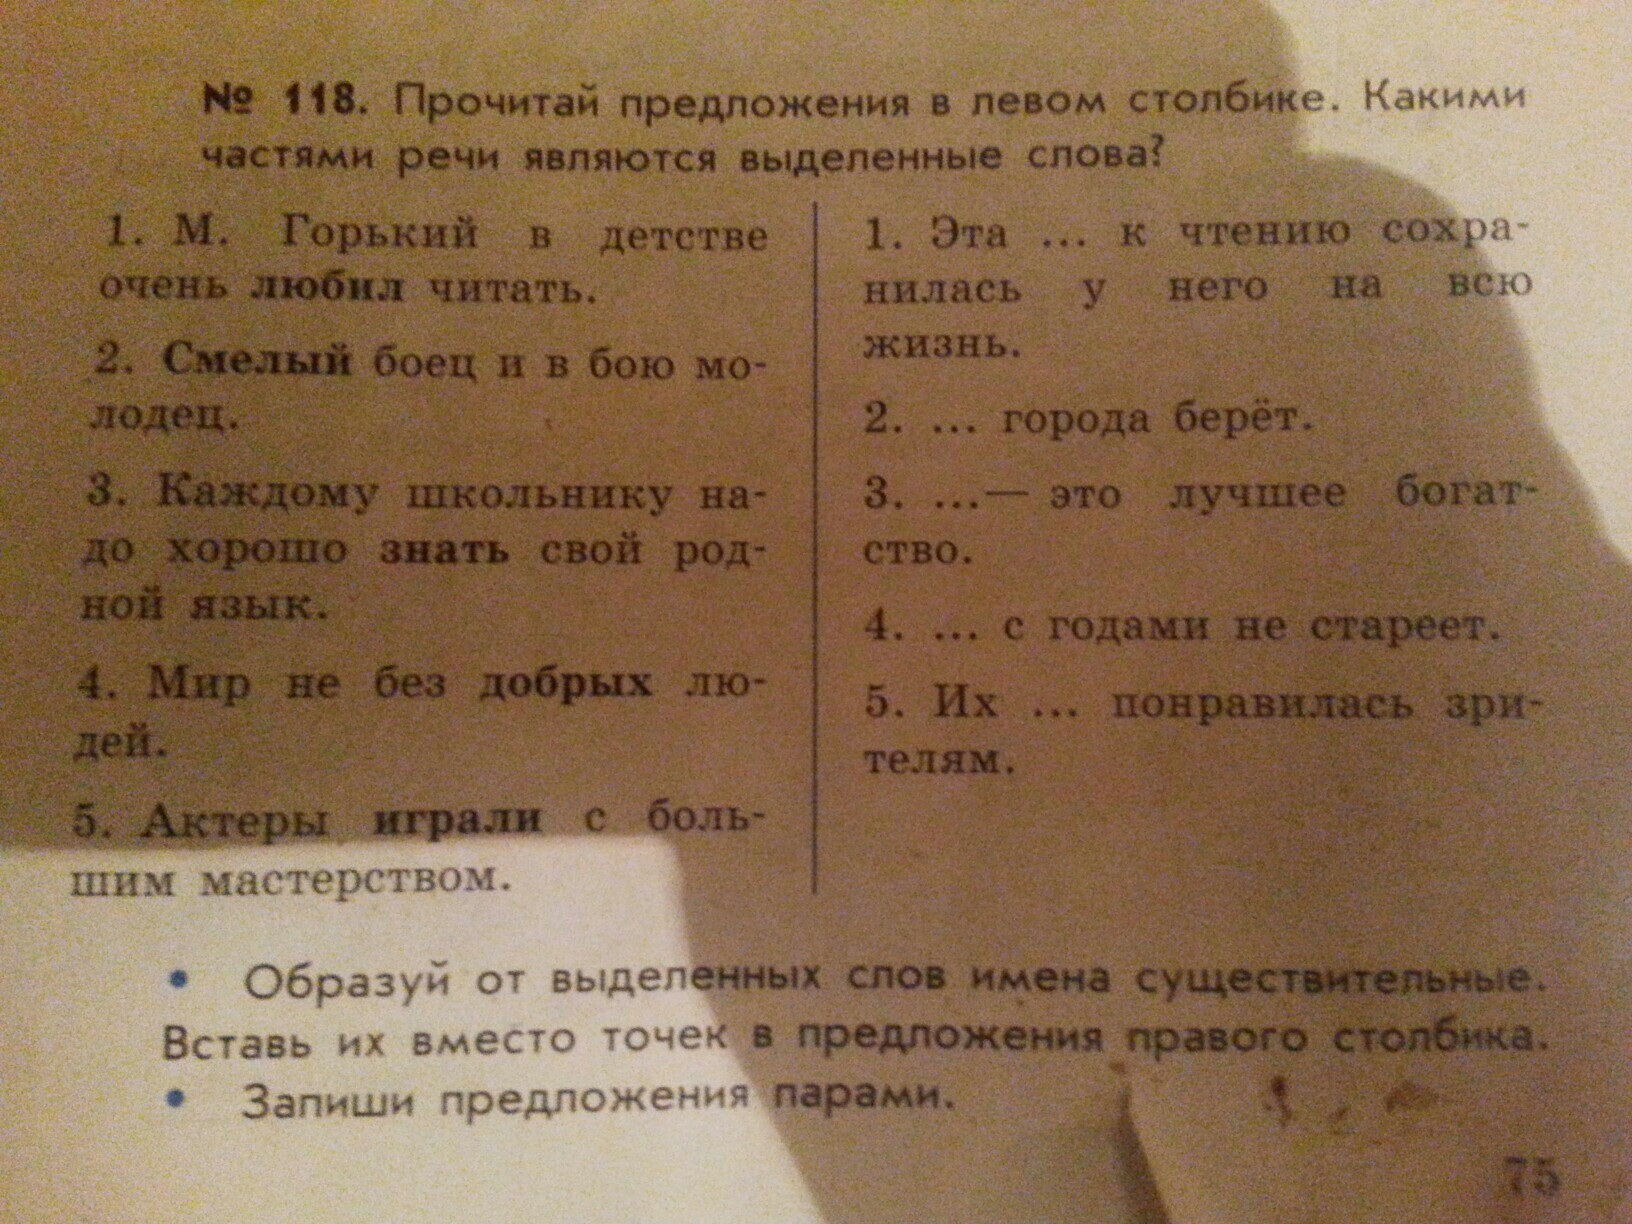 № 118. Прочитай предложения в левом столбике. Какими
частями речи являются выделенные слова?
1. М. Горький в детстве
очень любил читать.
2. Смелый боец и в бою мо-
лодец.
3. Каждому школьнику на-
до хорошо знать свой род-
ной язык.
4. Мир не без добрых лю-
дей.
5. Актеры играли с боль-
шим мастерством.
1. Эта ... к чтению сохра-
нилась у него на всю
жизнь.
2. ... города берёт.
3. ...— это лучшее богат-
ство.
4. ... с годами не стареет.
5. Их ... понравилась зри-
телям.
• Образуй от выделенных слов имена существительные.
Вставь их вместо точек в предложения правого столбика.
• Запиши предложения парами.
75